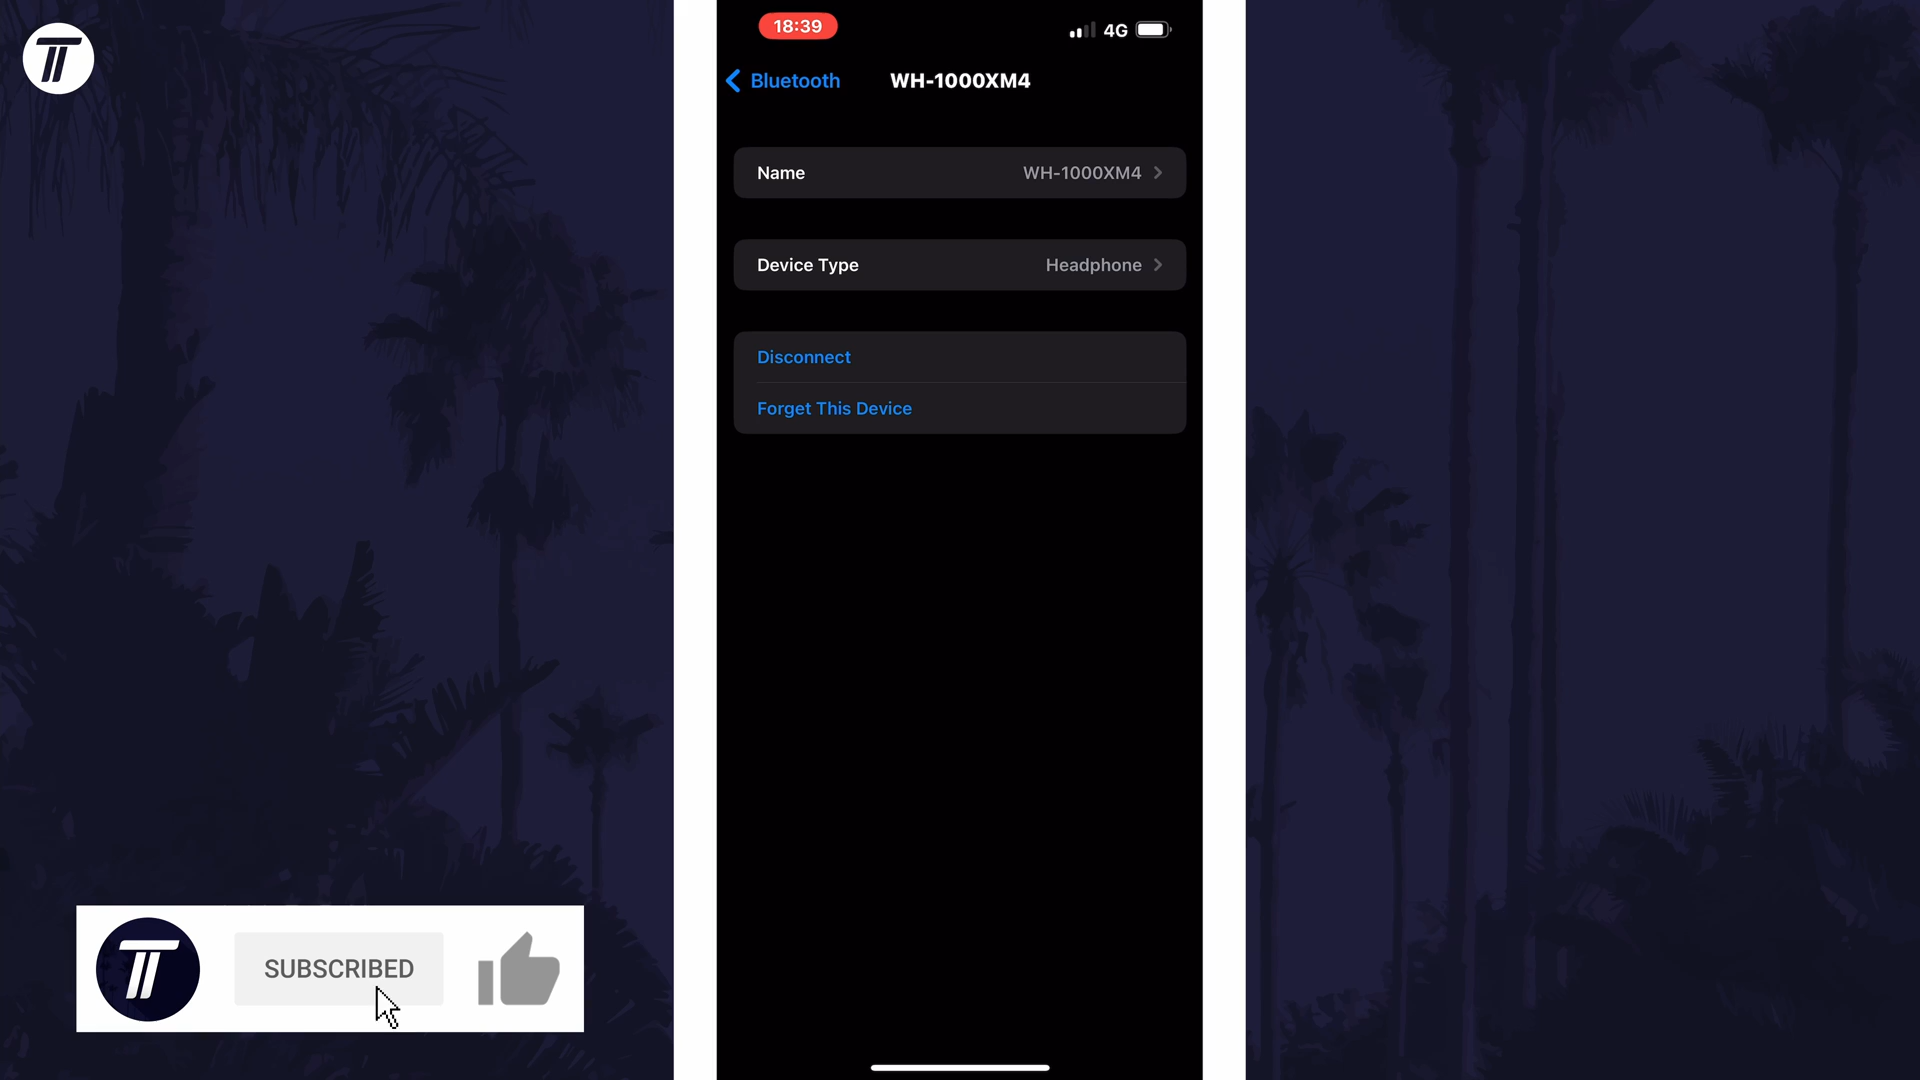 18:39
4G
Bluetooth
WH-1000XM4
Name
WH-1000XM4
Device Type
Headphone
Disconnect
Forget This Device
SUBSCRIBED